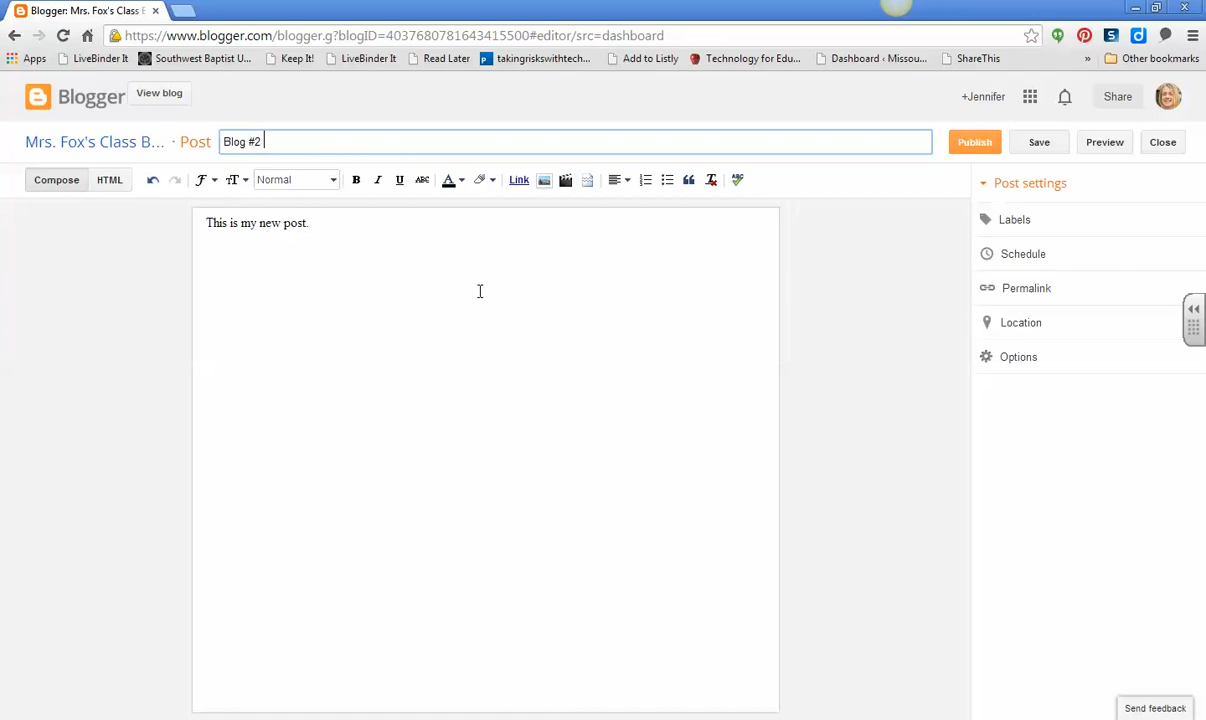 Blogger: Mrs. Fox's Class B
https://www.blogger.com/blogger.g?blogID=4037680781643415500#editor/src=dashboard
Apps LiveBinder It Southwest Baptist U... Keep It! LiveBinder It Read Later takingriskswithtech... Add to Listly Technology for Edu... Dashboard ‹ Missou... ShareThis » Other bookmarks
Blogger View blog +Jennifer Share
Mrs. Fox's Class B... · Post Blog #2 Publish Save Preview Close
Compose HTML Normal Link
Post settings
This is my new post.
Labels
Schedule
Permalink
Location
Options
Send feedback